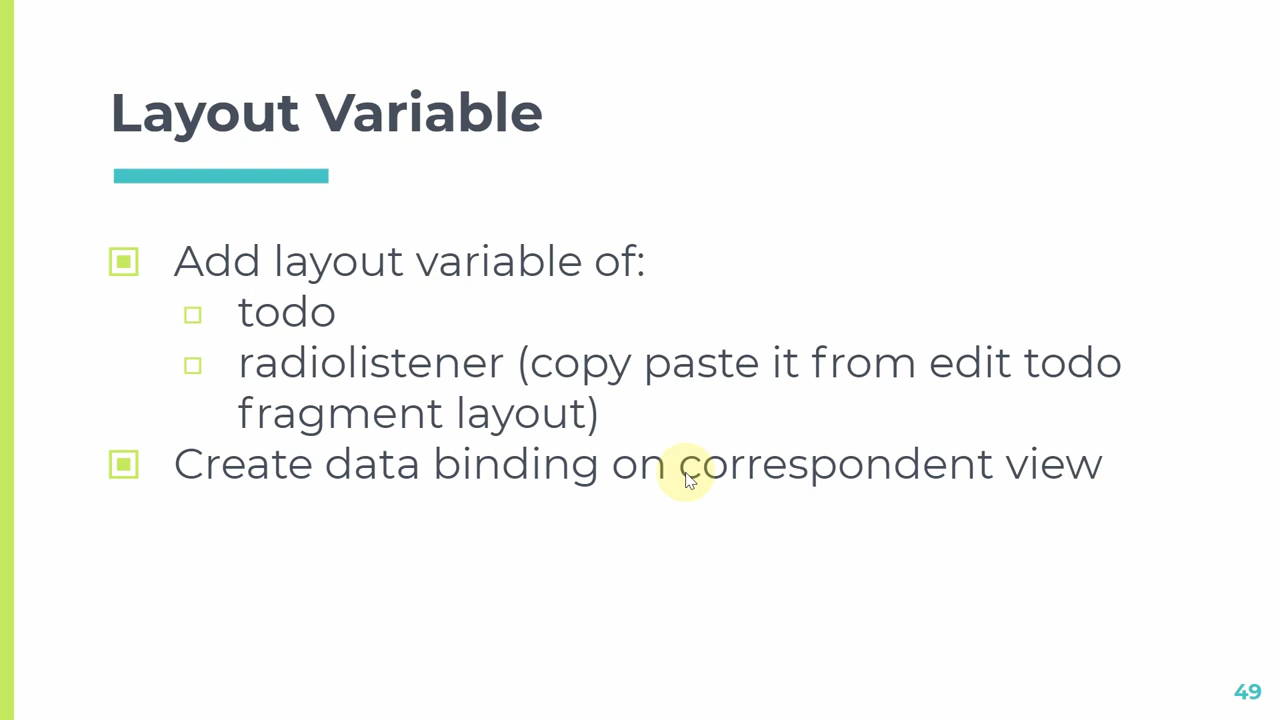 Layout Variable
Add layout variable of:
todo
radiolistener (copy paste it from edit todo
fragment layout)
Create data binding on correspondent view
49